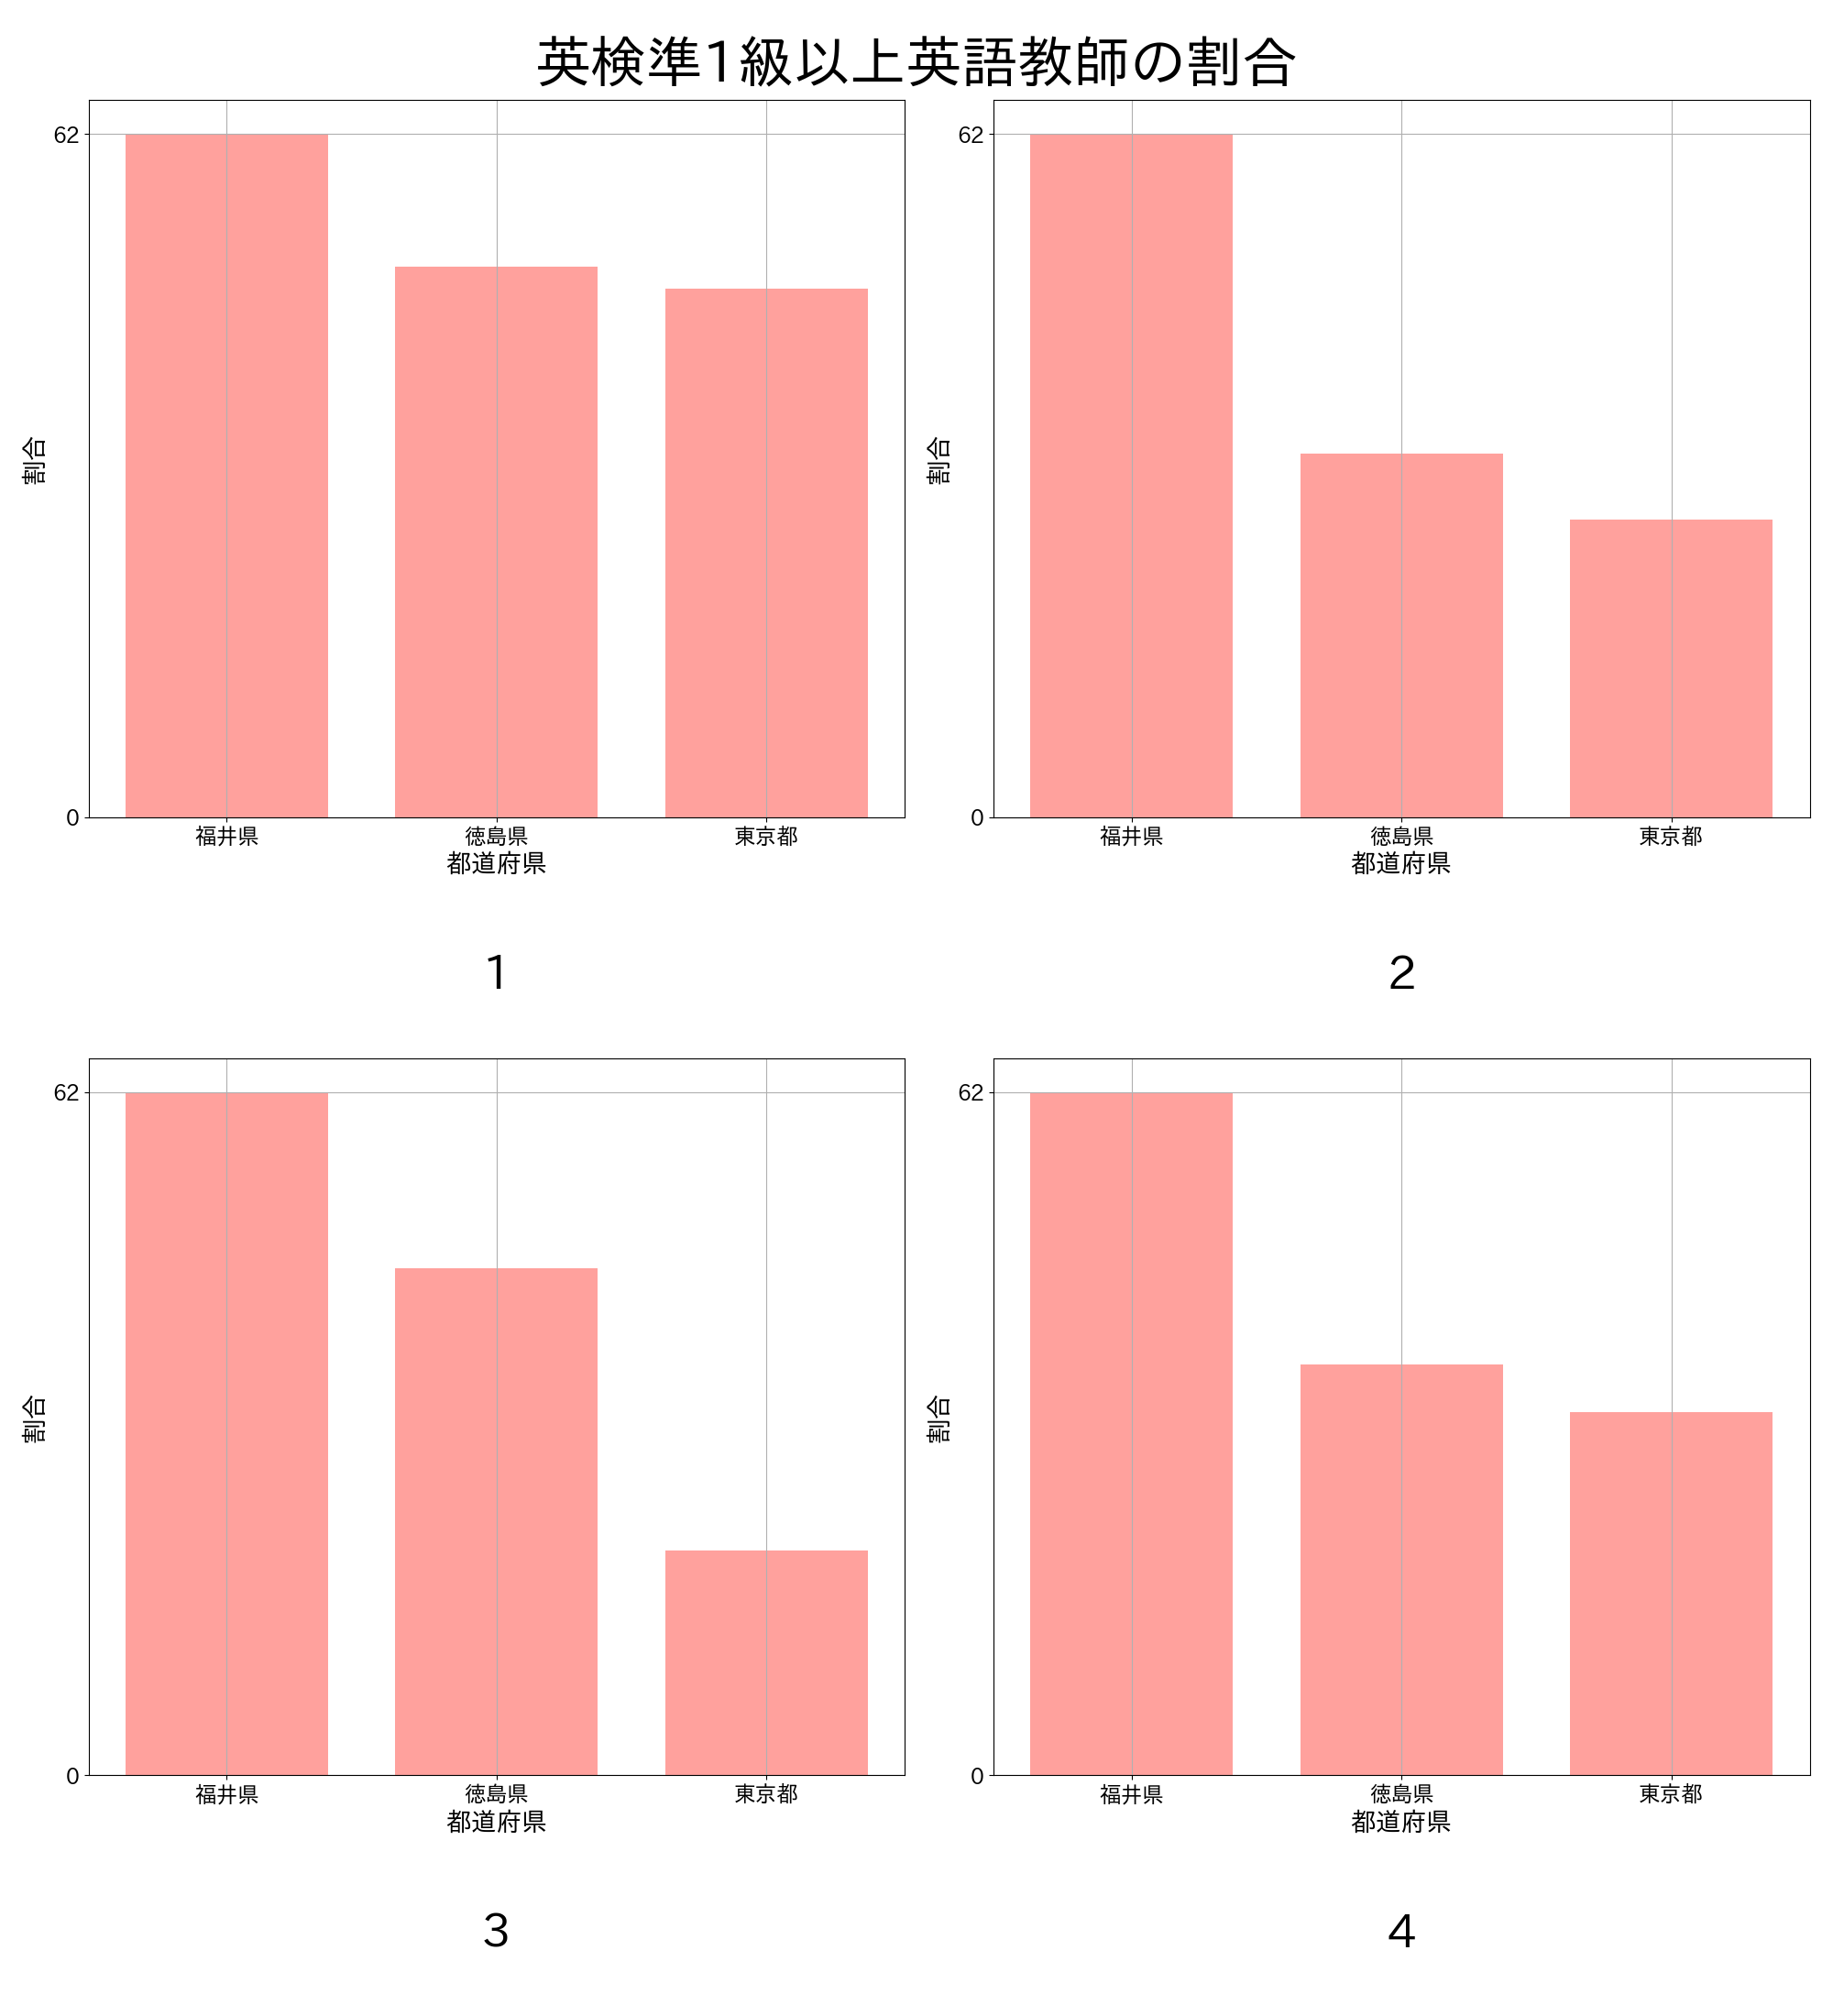 英検準1級以上英語教師の割合
62
0
割合
福井県 徳島県 東京都
都道府県
1
62
0
割合
福井県 徳島県 東京都
都道府県
2
62
0
割合
福井県 徳島県 東京都
都道府県
3
62
0
割合
福井県 徳島県 東京都
都道府県
4